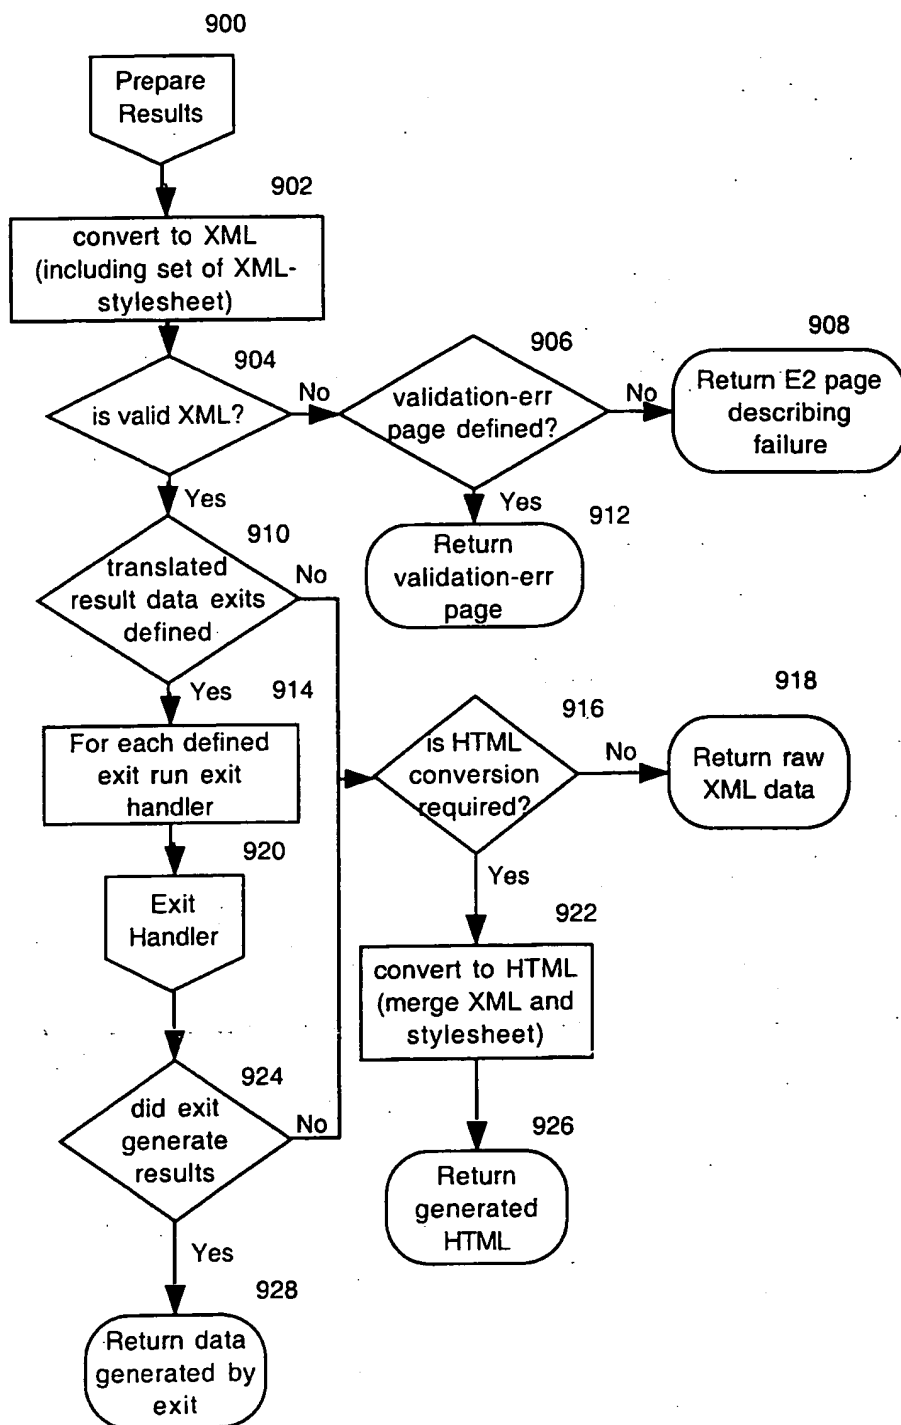 900
Prepare
Results
902
convert to XML
(including set of XML-
stylesheet)
904
is valid XML?
No
906
validation-err
page defined?
No
908
Return E2 page
describing
failure
Yes
Yes
912
Return
validation-err
page
910
translated
result data exits
defined
No
Yes
914
For each defined
exit run exit
handler
916
is HTML
conversion
required?
No
918
Return raw
XML data
920
Exit
Handler
Yes
922
convert to HTML
(merge XML and
stylesheet)
924
did exit
generate
results
No
926
Return
generated
HTML
Yes
928
Return data
generated by
exit